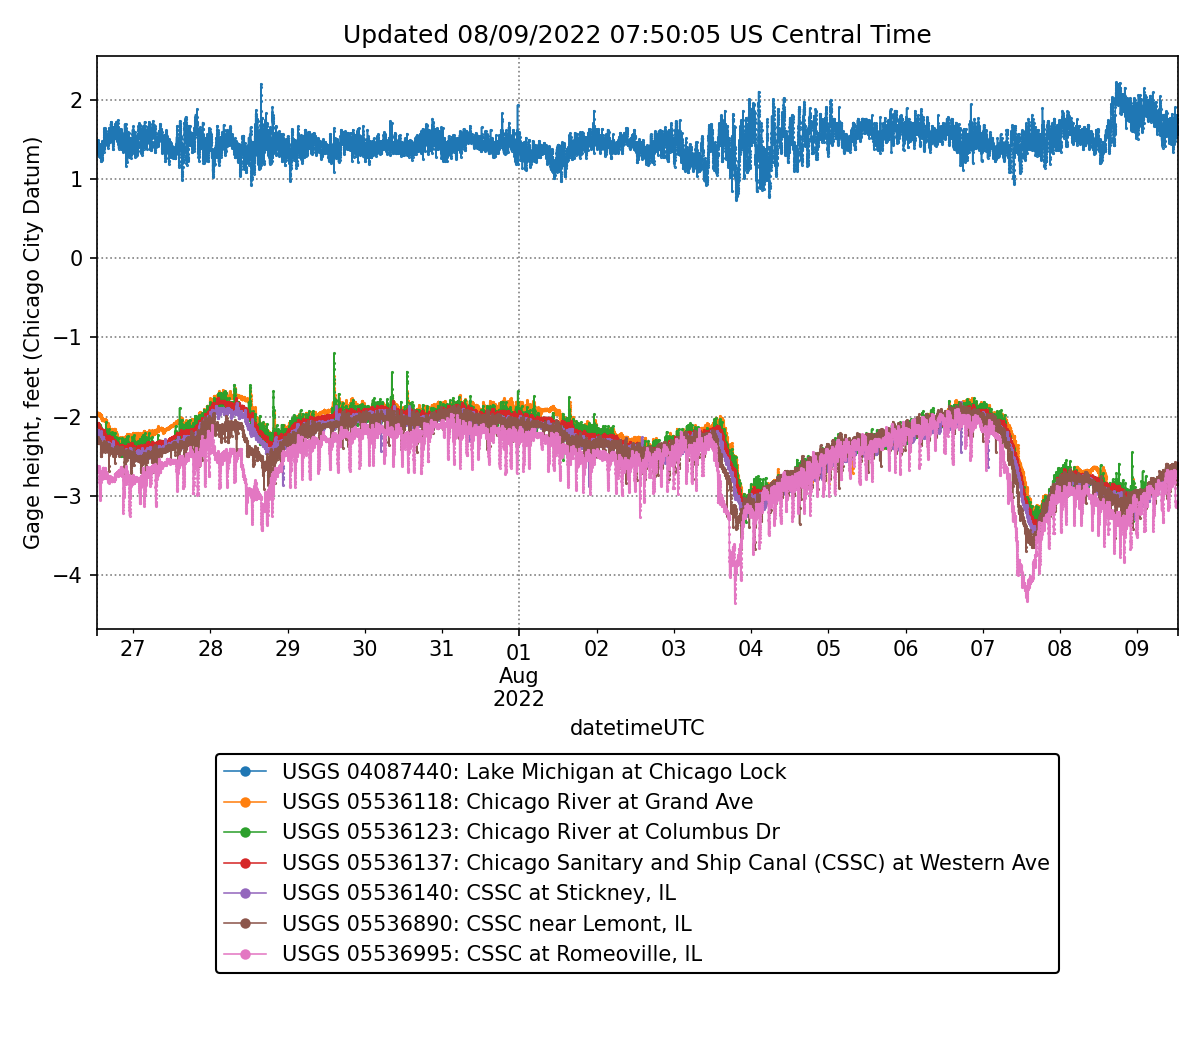 Updated 08/09/2022 07:50:05 US Central Time
Gage height, feet (Chicago City Datum)
2
1
0
−1
−2
−3
−4
27 28 29 30 31 01 02 03 04 05 06 07 08 09
Aug
2022
datetimeUTC
USGS 04087440: Lake Michigan at Chicago Lock
USGS 05536118: Chicago River at Grand Ave
USGS 05536123: Chicago River at Columbus Dr
USGS 05536137: Chicago Sanitary and Ship Canal (CSSC) at Western Ave
USGS 05536140: CSSC at Stickney, IL
USGS 05536890: CSSC near Lemont, IL
USGS 05536995: CSSC at Romeoville, IL